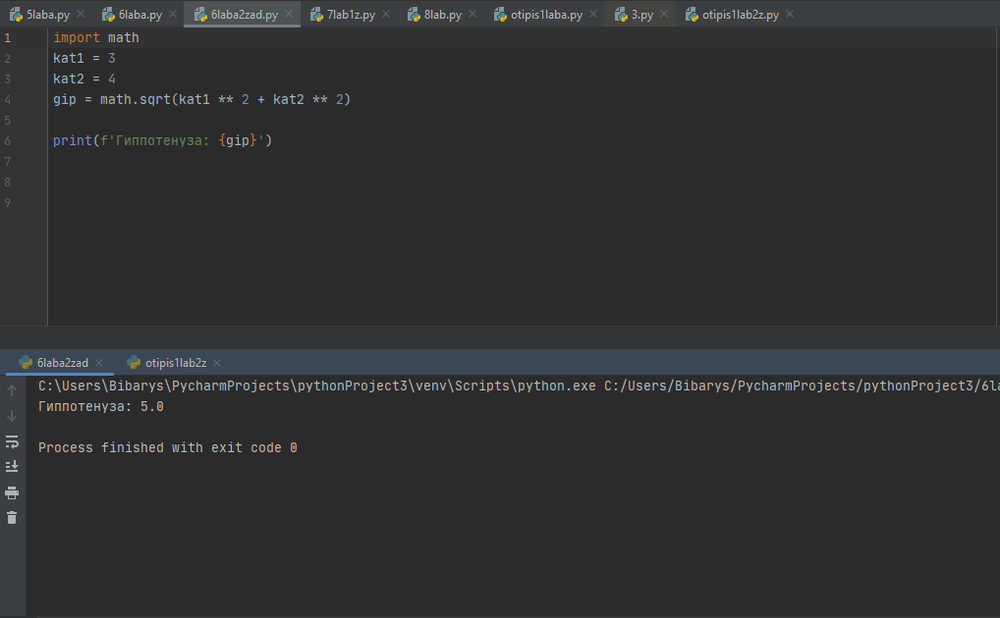 5laba.py 6laba.py 6laba2zad.py 7lab1z.py 8lab.py otipis1laba.py 3.py otipis1lab2z.py
1 import math
2 kat1 = 3
3 kat2 = 4
4 gip = math.sqrt(kat1 ** 2 + kat2 ** 2)
5
6 print(f'Гиппотенуза: {gip}')
7
8
9
6laba2zad otipis1lab2z
C:\Users\Bibarys\PycharmProjects\pythonProject3\venv\Scripts\python.exe C:/Users/Bibarys/PycharmProjects/pythonProject3/6la
Гиппотенуза: 5.0
Process finished with exit code 0